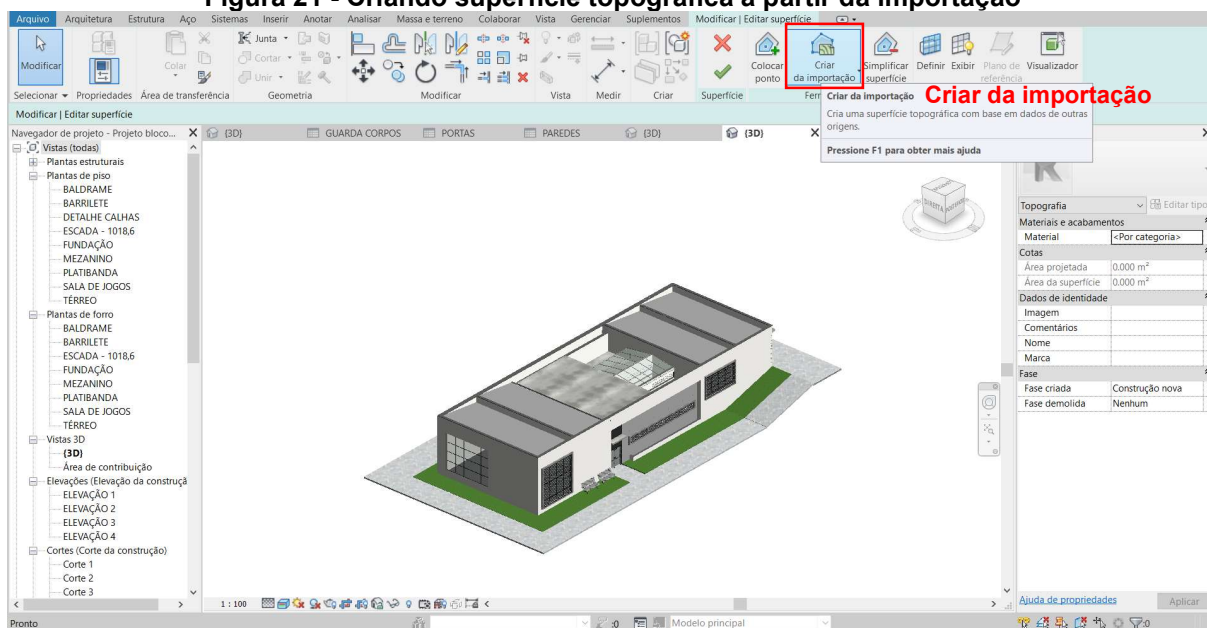 Figura 21 - Criando superfície topográfica a partir da importação
Arquivo Arquitetura Estrutura Aço Sistemas Inserir Anotar Analisar Massa e terreno Colaborar Vista Gerenciar Suplementos Modificar | Editar superfície
Modificar Colar Junta Cortar Unir Colocar ponto Criar da importação Simplificar superfície Definir Exibir Plano de referência Visualizador
Selecionar Propriedades Área de transferência Geometria Modificar Vista Medir Criar Superfície Ferr
Criar da importação
Criar da importação
Cria uma superfície topográfica com base em dados de outras
origens.
Pressione F1 para obter mais ajuda
Modificar | Editar superfície
Navegador de projeto - Projeto bloco... X
{3D} GUARDA CORPOS PORTAS PAREDES {3D} {3D} X
Vistas (todas)
Plantas estruturais
Plantas de piso
BALDRAME
BARRILETE
DETALHE CALHAS
ESCADA - 1018,6
FUNDAÇÃO
MEZANINO
PLATIBANDA
SALA DE JOGOS
TÉRREO
Plantas de forro
BALDRAME
BARRILETE
ESCADA - 1018,6
FUNDAÇÃO
MEZANINO
PLATIBANDA
SALA DE JOGOS
TÉRREO
Vistas 3D
{3D}
Área de contribuição
Elevações (Elevação da construçã
ELEVAÇÃO 1
ELEVAÇÃO 2
ELEVAÇÃO 3
ELEVAÇÃO 4
Cortes (Corte da construção)
Corte 1
Corte 2
Corte 3
DIREITA
Topografia Editar tipo
Materiais e acabamentos
Material <Por categoria>
Cotas
Área projetada 0.000 m²
Área da superfície 0.000 m²
Dados de identidade
Imagem
Comentários
Nome
Marca
Fase
Fase criada Construção nova
Fase demolida Nenhum
Ajuda de propriedades Aplicar
1 : 100
Pronto :0 Modelo principal :0